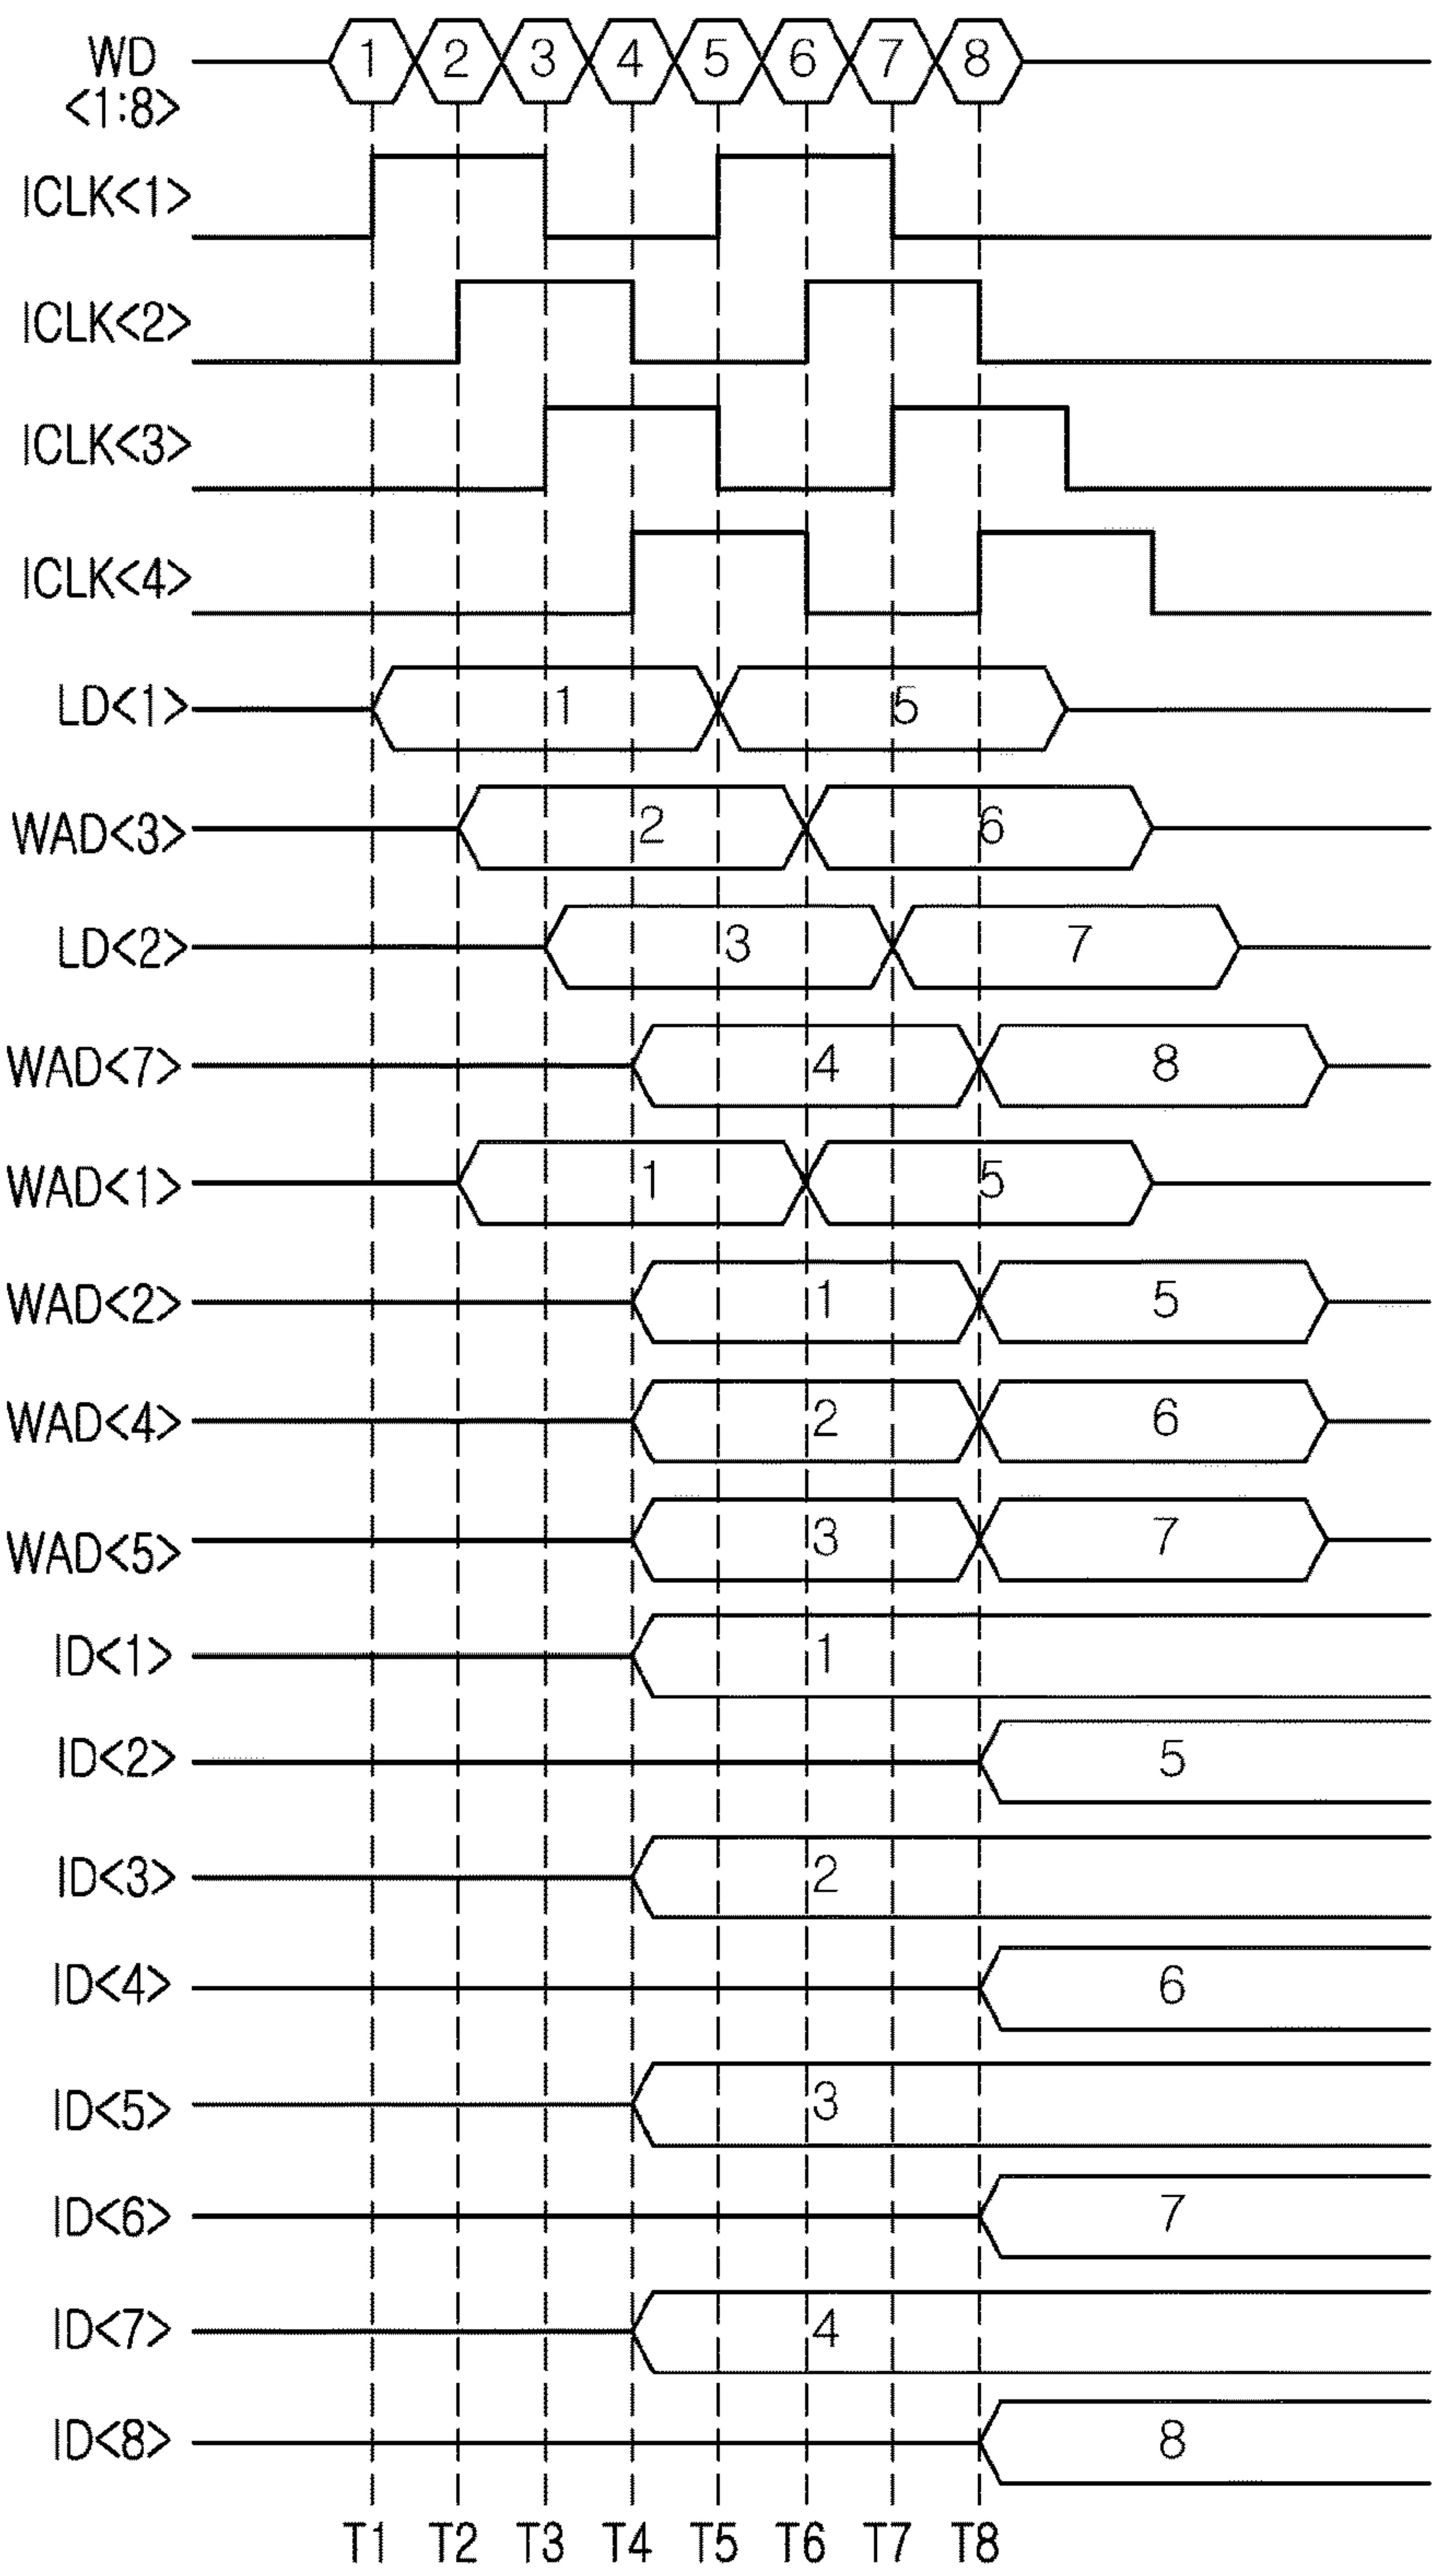 WD 1 2 3 4 5 6 7 8
<1:8>
ICLK<1>
ICLK<2>
ICLK<3>
ICLK<4>
LD<1> 1 5
WAD<3> 2 6
LD<2> 3 7
WAD<7> 4 8
WAD<1> 1 5
WAD<2> 1 5
WAD<4> 2 6
WAD<5> 3 7
ID<1> 1
ID<2> 5
ID<3> 2
ID<4> 6
ID<5> 3
ID<6> 7
ID<7> 4
ID<8> 8
T1 T2 T3 T4 T5 T6 T7 T8